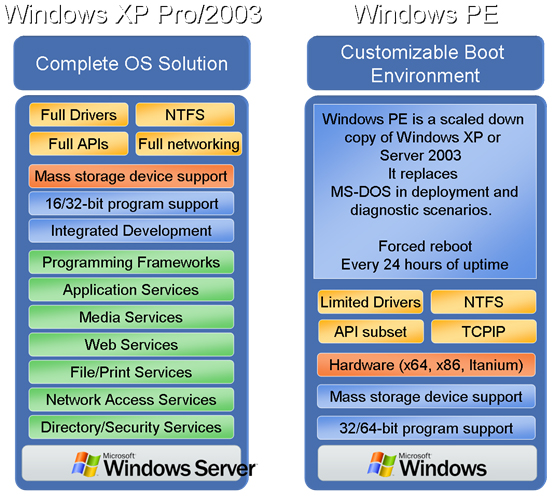 Windows XP Pro/2003
Complete OS Solution
Full Drivers
NTFS
Full APIs
Full networking
Mass storage device support
16/32-bit program support
Integrated Development
Programming Frameworks
Application Services
Media Services
Web Services
File/Print Services
Network Access Services
Directory/Security Services
Microsoft
Windows Server
Windows PE
Customizable Boot
Environment
Windows PE is a scaled down
copy of Windows XP or
Server 2003
It replaces
MS-DOS in deployment and
diagnostic scenarios.
Forced reboot
Every 24 hours of uptime
Limited Drivers
NTFS
API subset
TCPIP
Hardware (x64, x86, Itanium)
Mass storage device support
32/64-bit program support
Microsoft
Windows